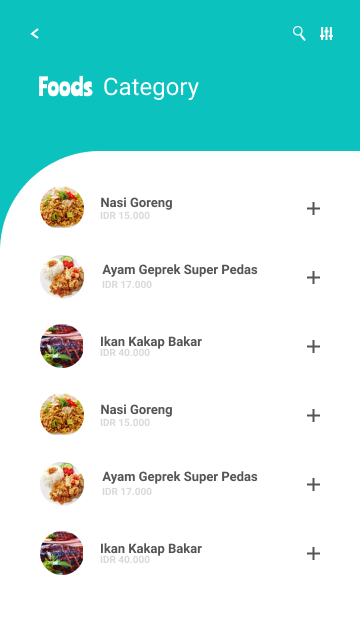 Foods Category
Nasi Goreng
IDR 15.000
Ayam Geprek Super Pedas
IDR 17.000
Ikan Kakap Bakar
IDR 40.000
Nasi Goreng
IDR 15.000
Ayam Geprek Super Pedas
IDR 17.000
Ikan Kakap Bakar
IDR 40.000